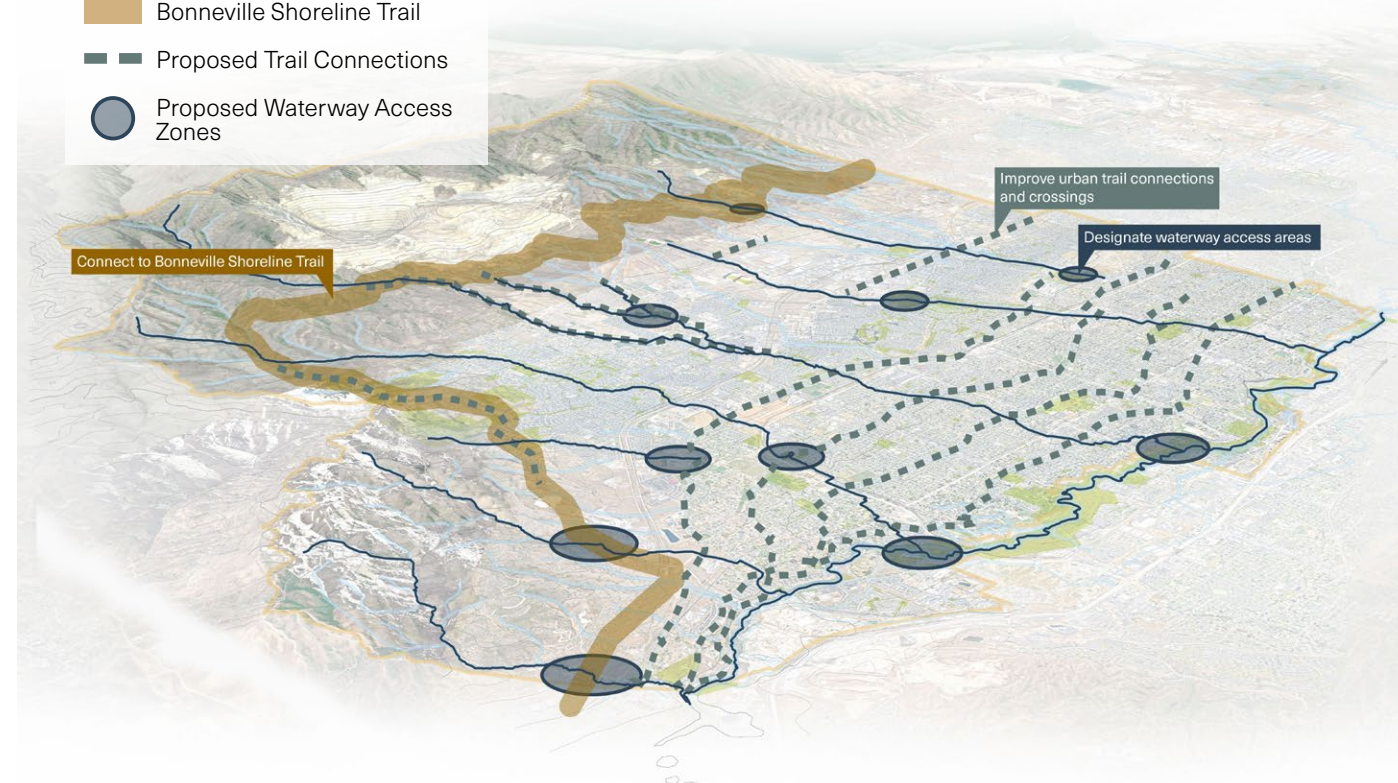 Bonneville Shoreline Trail
Proposed Trail Connections
Proposed Waterway Access
Zones
Improve urban trail connections
and crossings
Designate waterway access areas
Connect to Bonneville Shoreline Trail